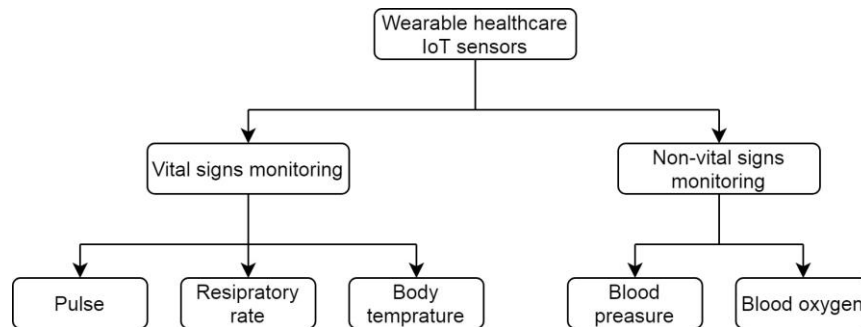 Wearable healthcare
IoT sensors
Vital signs monitoring
Non-vital signs
monitoring
Pulse
Resipratory
rate
Body
temprature
Blood
preasure
Blood oxygen